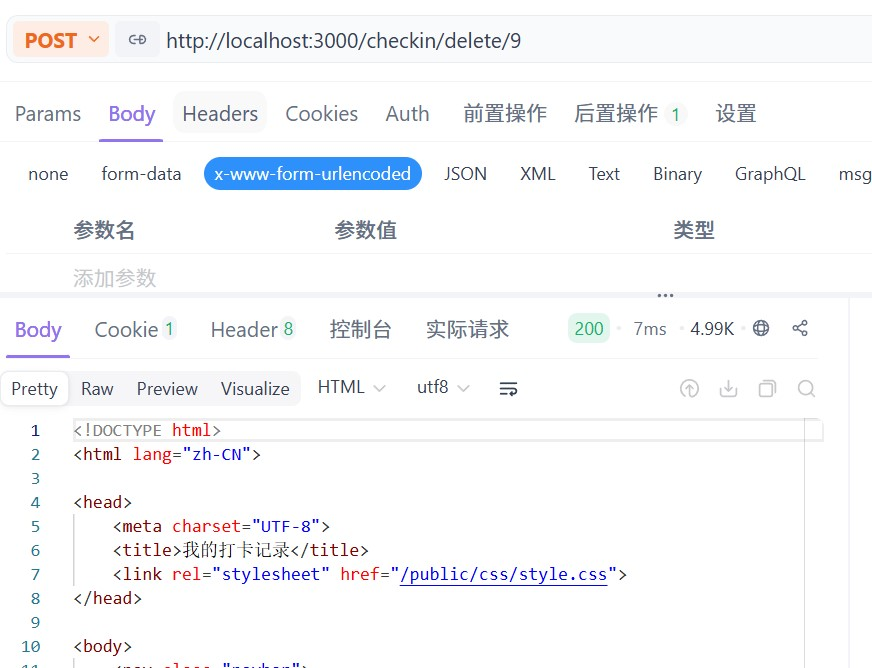 POST http://localhost:3000/checkin/delete/9
Params Body Headers Cookies Auth 前置操作 后置操作 1 设置
none form-data x-www-form-urlencoded JSON XML Text Binary GraphQL msg
参数名 参数值 类型
添加参数
Body Cookie 1 Header 8 控制台 实际请求 200 7ms 4.99K
Pretty Raw Preview Visualize HTML utf8
1 <!DOCTYPE html>
2 <html lang="zh-CN">
3
4 <head>
5 <meta charset="UTF-8">
6 <title>我的打卡记录</title>
7 <link rel="stylesheet" href="/public/css/style.css">
8 </head>
9
10 <body>
11 <nav class="navbar">